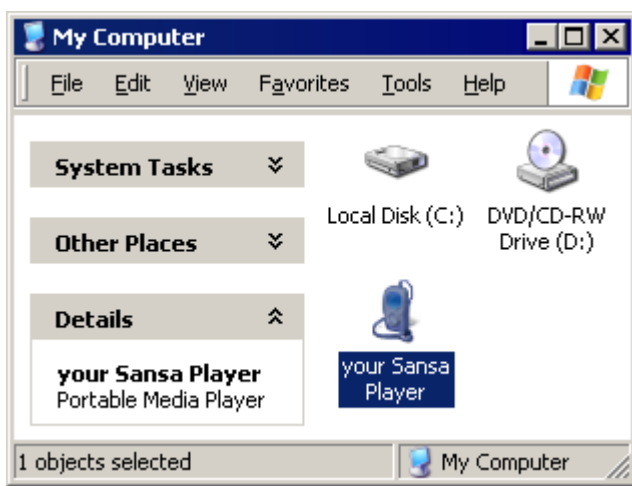 My Computer
File Edit View Favorites Tools Help
System Tasks
Other Places
Details
your Sansa Player
Portable Media Player
Local Disk (C:)
DVD/CD-RW
Drive (D:)
your Sansa
Player
1 objects selected
My Computer